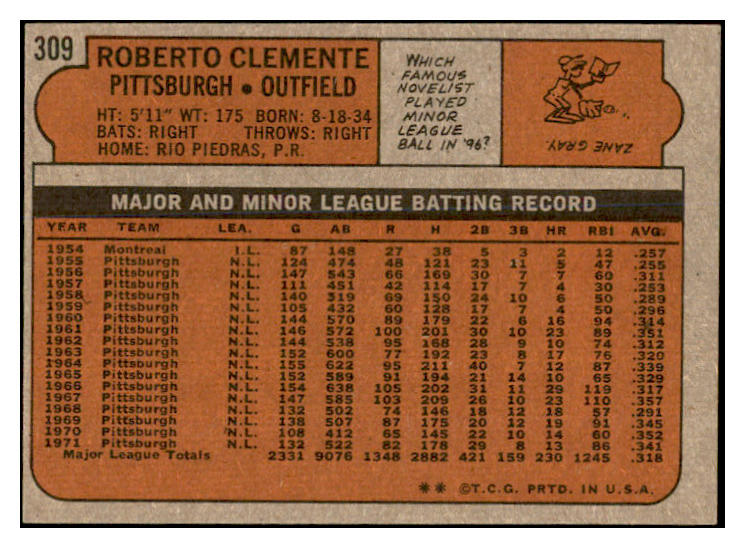 309
ROBERTO CLEMENTE
PITTSBURGH • OUTFIELD
HT: 5'11" WT: 175 BORN: 8-18-34
BATS: RIGHT THROWS: RIGHT
HOME: RIO PIEDRAS, P.R.
WHICH
FAMOUS
NOVELIST
PLAYED
MINOR
LEAGUE
BALL IN '96?
ZANE GRAY
MAJOR AND MINOR LEAGUE BATTING RECORD
YEAR TEAM LEA. G AB R H 2B 3B HR RBI AVG.
1954 Montreal I.L. 87 148 27 38 5 3 2 12 .257
1955 Pittsburgh N.L. 124 474 48 121 23 11 5 47 .255
1956 Pittsburgh N.L. 147 543 66 169 30 7 7 60 .311
1957 Pittsburgh N.L. 111 451 42 114 17 7 4 30 .253
1958 Pittsburgh N.L. 140 519 69 150 24 10 6 50 .289
1959 Pittsburgh N.L. 105 432 60 128 17 7 4 50 .296
1960 Pittsburgh N.L. 144 570 89 179 22 6 16 94 .314
1961 Pittsburgh N.L. 146 572 100 201 30 10 23 89 .351
1962 Pittsburgh N.L. 144 538 95 168 28 9 10 74 .312
1963 Pittsburgh N.L. 152 600 77 192 23 8 17 76 .320
1964 Pittsburgh N.L. 155 622 95 211 40 7 12 87 .339
1965 Pittsburgh N.L. 152 589 91 194 21 14 10 65 .329
1966 Pittsburgh N.L. 154 638 105 202 31 11 29 119 .317
1967 Pittsburgh N.L. 147 585 103 209 26 10 23 110 .357
1968 Pittsburgh N.L. 132 502 74 146 18 12 18 57 .291
1969 Pittsburgh N.L. 138 507 87 175 20 12 19 91 .345
1970 Pittsburgh N.L. 108 412 65 145 22 10 14 60 .352
1971 Pittsburgh N.L. 132 522 82 178 29 8 13 86 .341
Major League Totals 2331 9076 1348 2882 421 159 230 1245 .318
** ©T.C.G. PRTD. IN U.S.A.